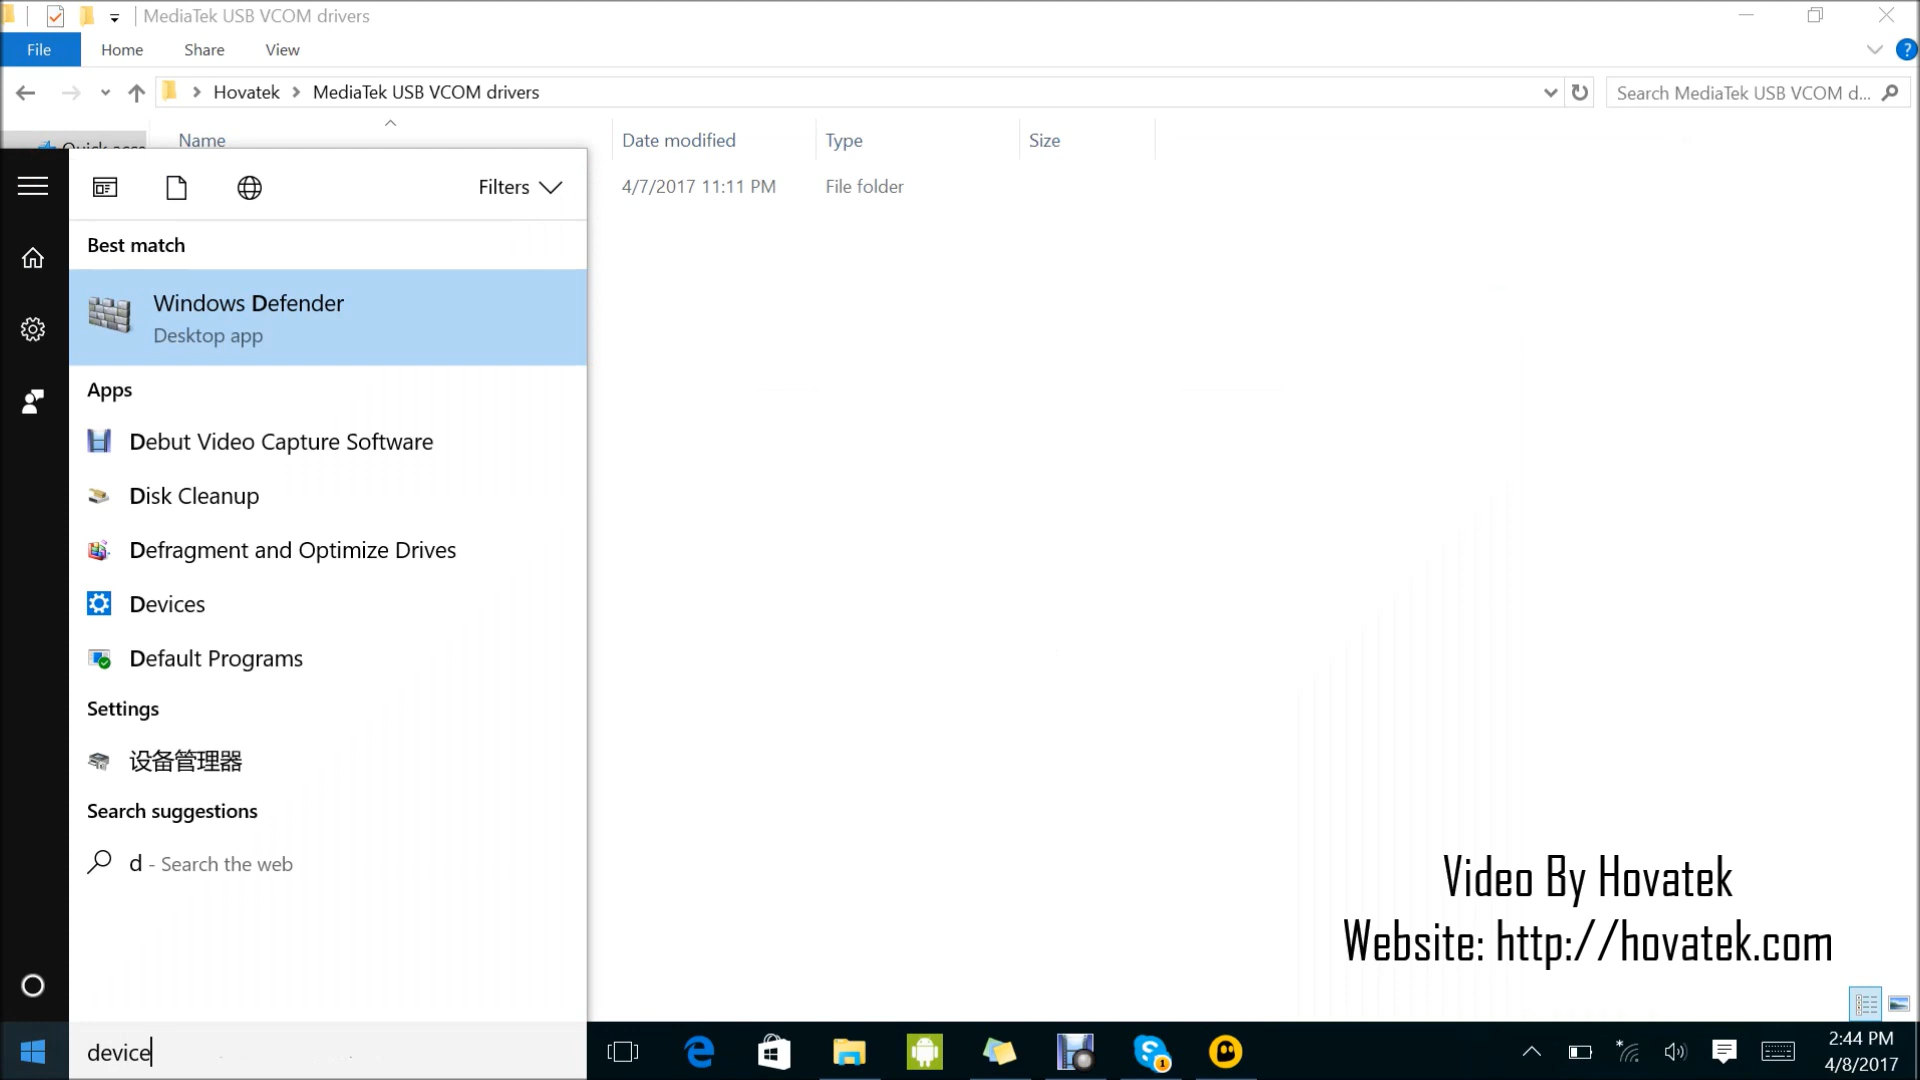 MediaTek USB VCOM drivers
File
Home
Share
View
?
Hovatek
MediaTek USB VCOM drivers
Search MediaTek USB VCOM d...
Name
Date modified
Type
Size
4/7/2017 11:11 PM
File folder
Filters
Best match
Windows Defender
Desktop app
Apps
Debut Video Capture Software
Disk Cleanup
Defragment and Optimize Drives
Devices
Default Programs
Settings
设备管理器
Search suggestions
d - Search the web
Video By Hovatek
Website: http://hovatek.com
device
1
2:44 PM
4/8/2017